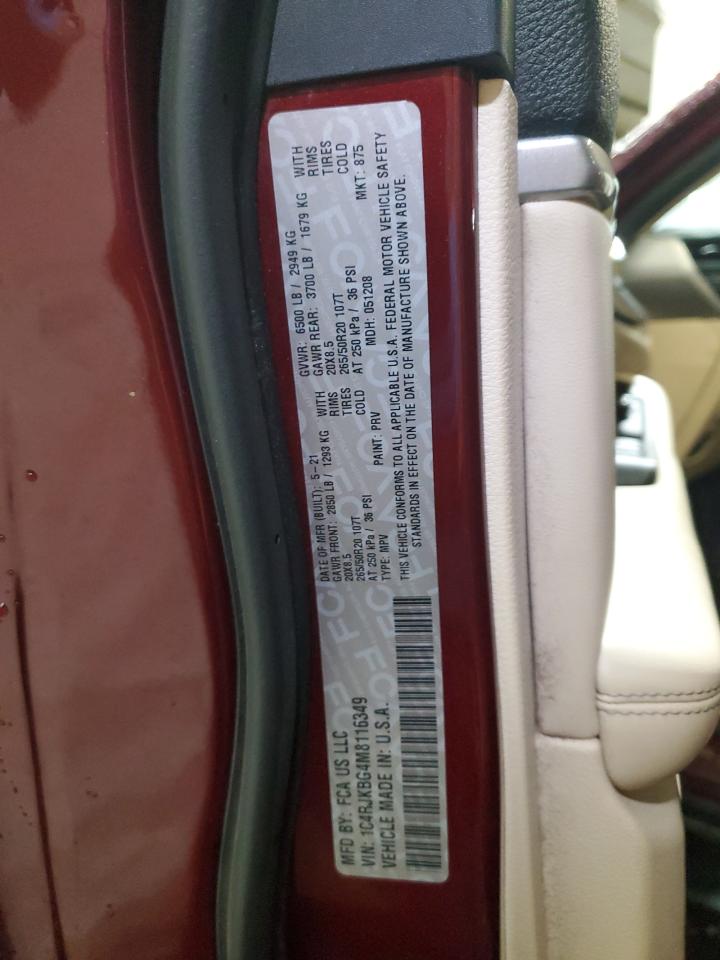 MFD BY: FCA US LLC
VIN: 1C4RJKBG4M8116349
VEHICLE MADE IN: U.S.A.
DATE OF MFR (BUILT): 5-21 GVWR: 6500 LB / 2949 KG
GAWR FRONT: 2850 LB / 1293 KG WITH GAWR REAR: 3700 LB / 1679 KG WITH
20X8.5 RIMS 20X8.5 RIMS
265/50R20 107T TIRES 265/50R20 107T TIRES
AT 250 kPa / 36 PSI COLD AT 250 kPa / 36 PSI COLD
TYPE: MPV PAINT: PRV MDH: 051208 MKT: 875
THIS VEHICLE CONFORMS TO ALL APPLICABLE U.S.A. FEDERAL MOTOR VEHICLE SAFETY
STANDARDS IN EFFECT ON THE DATE OF MANUFACTURE SHOWN ABOVE.